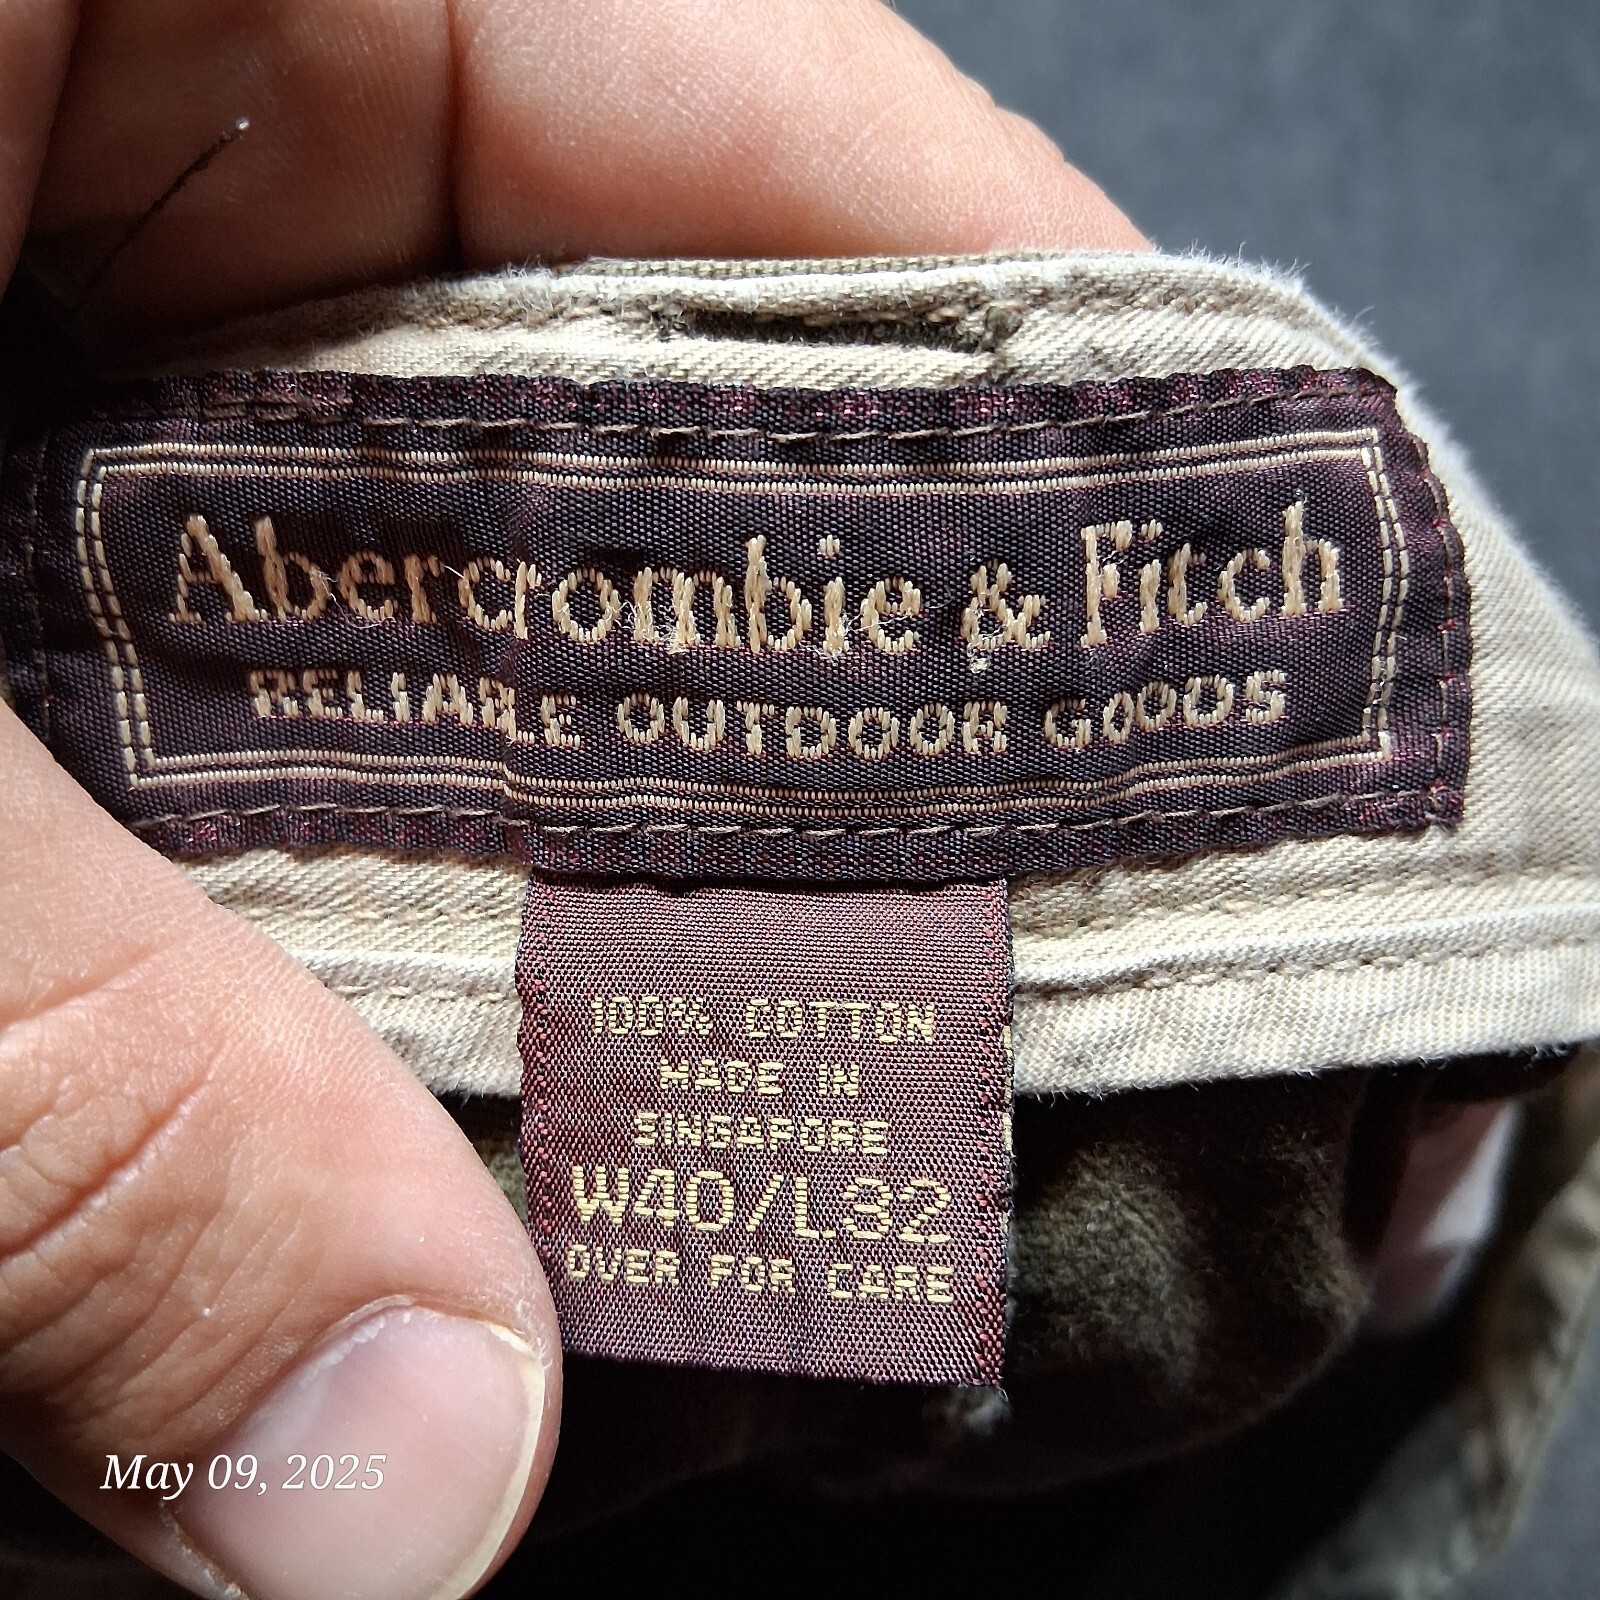 Abercrombie & Fitch
RELIABLE OUTDOOR GOODS
100% COTTON
MADE IN
SINGAPORE
W40/L32
OVER FOR CARE
May 09, 2025